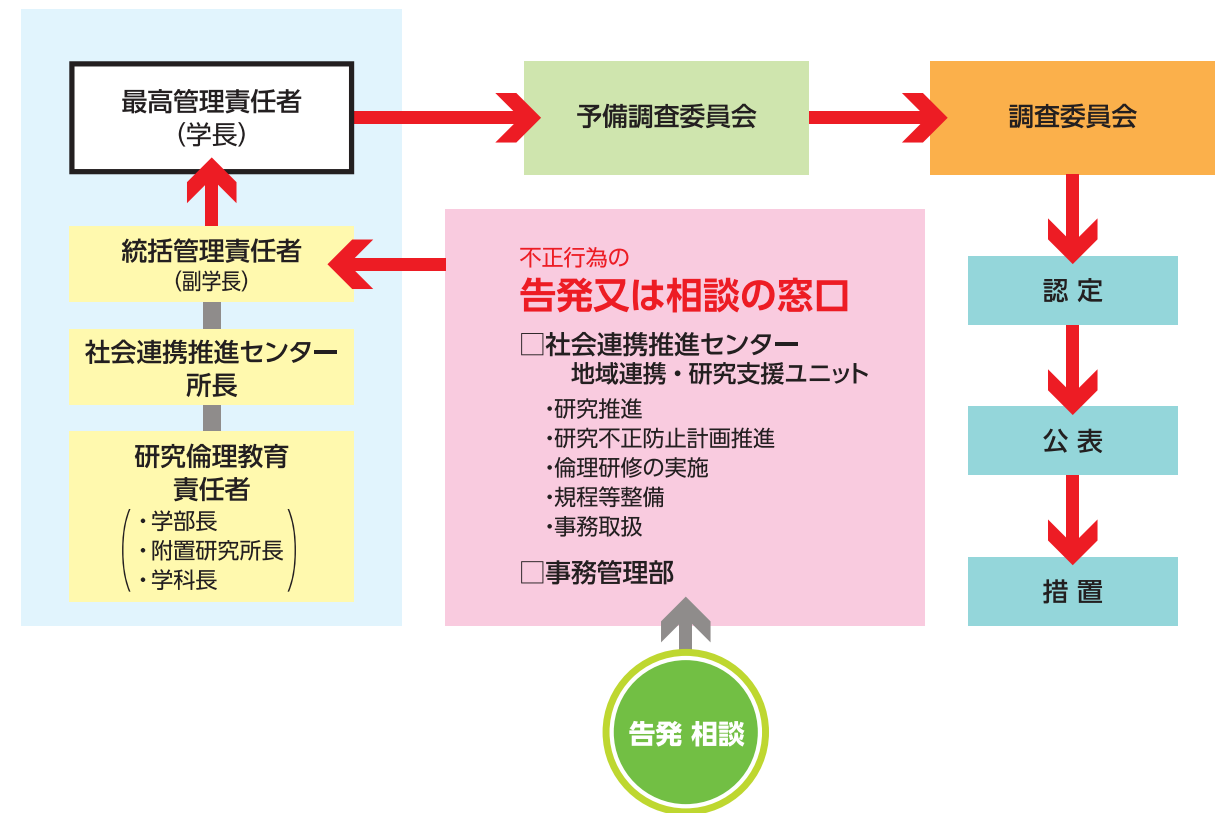 最高管理責任者
(学長)
予備調査委員会
調査委員会
統括管理責任者
(副学長)
社会連携推進センター
所長
研究倫理教育
責任者
・学部長
・附置研究所長
・学科長
不正行為の
告発又は相談の窓口
□社会連携推進センター
地域連携・研究支援ユニット
・研究推進
・研究不正防止計画推進
・倫理研修の実施
・規程等整備
・事務取扱
□事務管理部
告発 相談
認 定
公 表
措 置